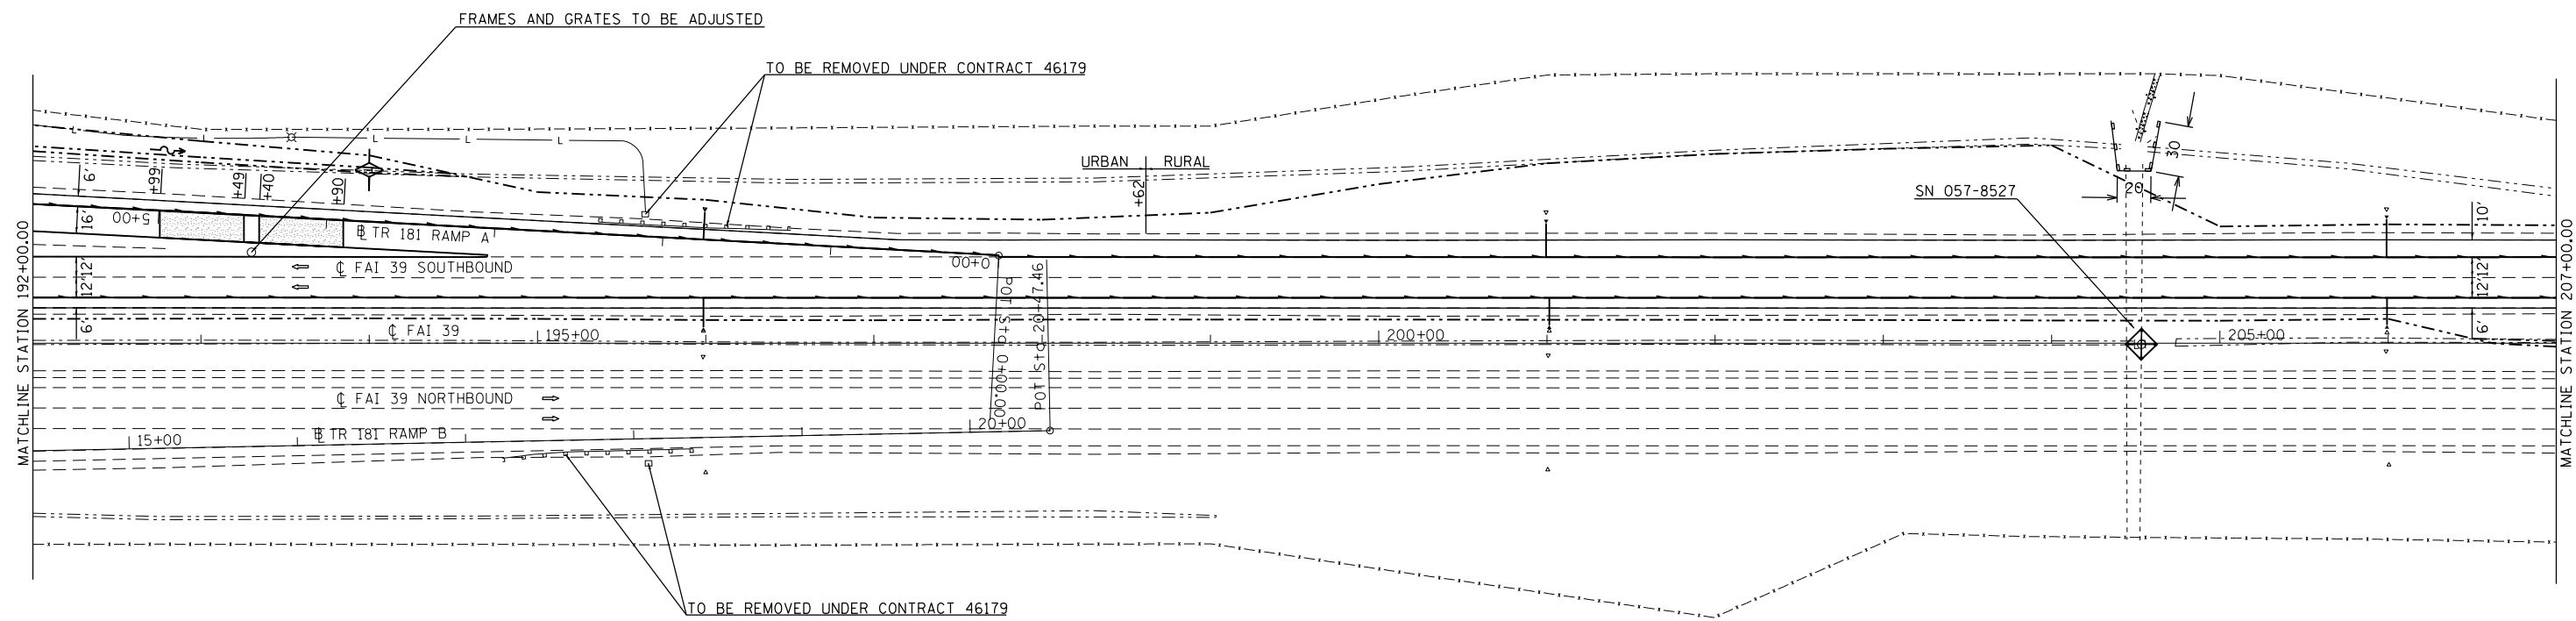 FRAMES AND GRATES TO BE ADJUSTED
TO BE REMOVED UNDER CONTRACT 46179
MATCHLINE STATION 192+00.00
L L L L
URBAN RURAL
+62
30
20
SN 057-8527
6'
+99
+49
+40
+90
16'
5+00
℄ TR 181 RAMP A
0+00
10'
12'12'
℄ FAI 39 SOUTHBOUND
12'12'
6'
℄ FAI 39
195+00
200+00
205+00
6'
POT Sta 0+00.00
POT Sta 20+47.46
℄ FAI 39 NORTHBOUND
15+00
℄ TR 181 RAMP B
20+00
TO BE REMOVED UNDER CONTRACT 46179
MATCHLINE STATION 207+00.00